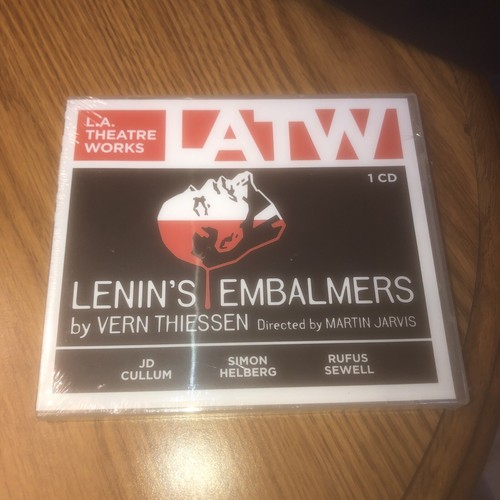 L.A.
THEATRE
WORKS
LATW
1 CD
LENIN'S EMBALMERS
by VERN THIESSEN Directed by MARTIN JARVIS
JD
CULLUM
SIMON
HELBERG
RUFUS
SEWELL